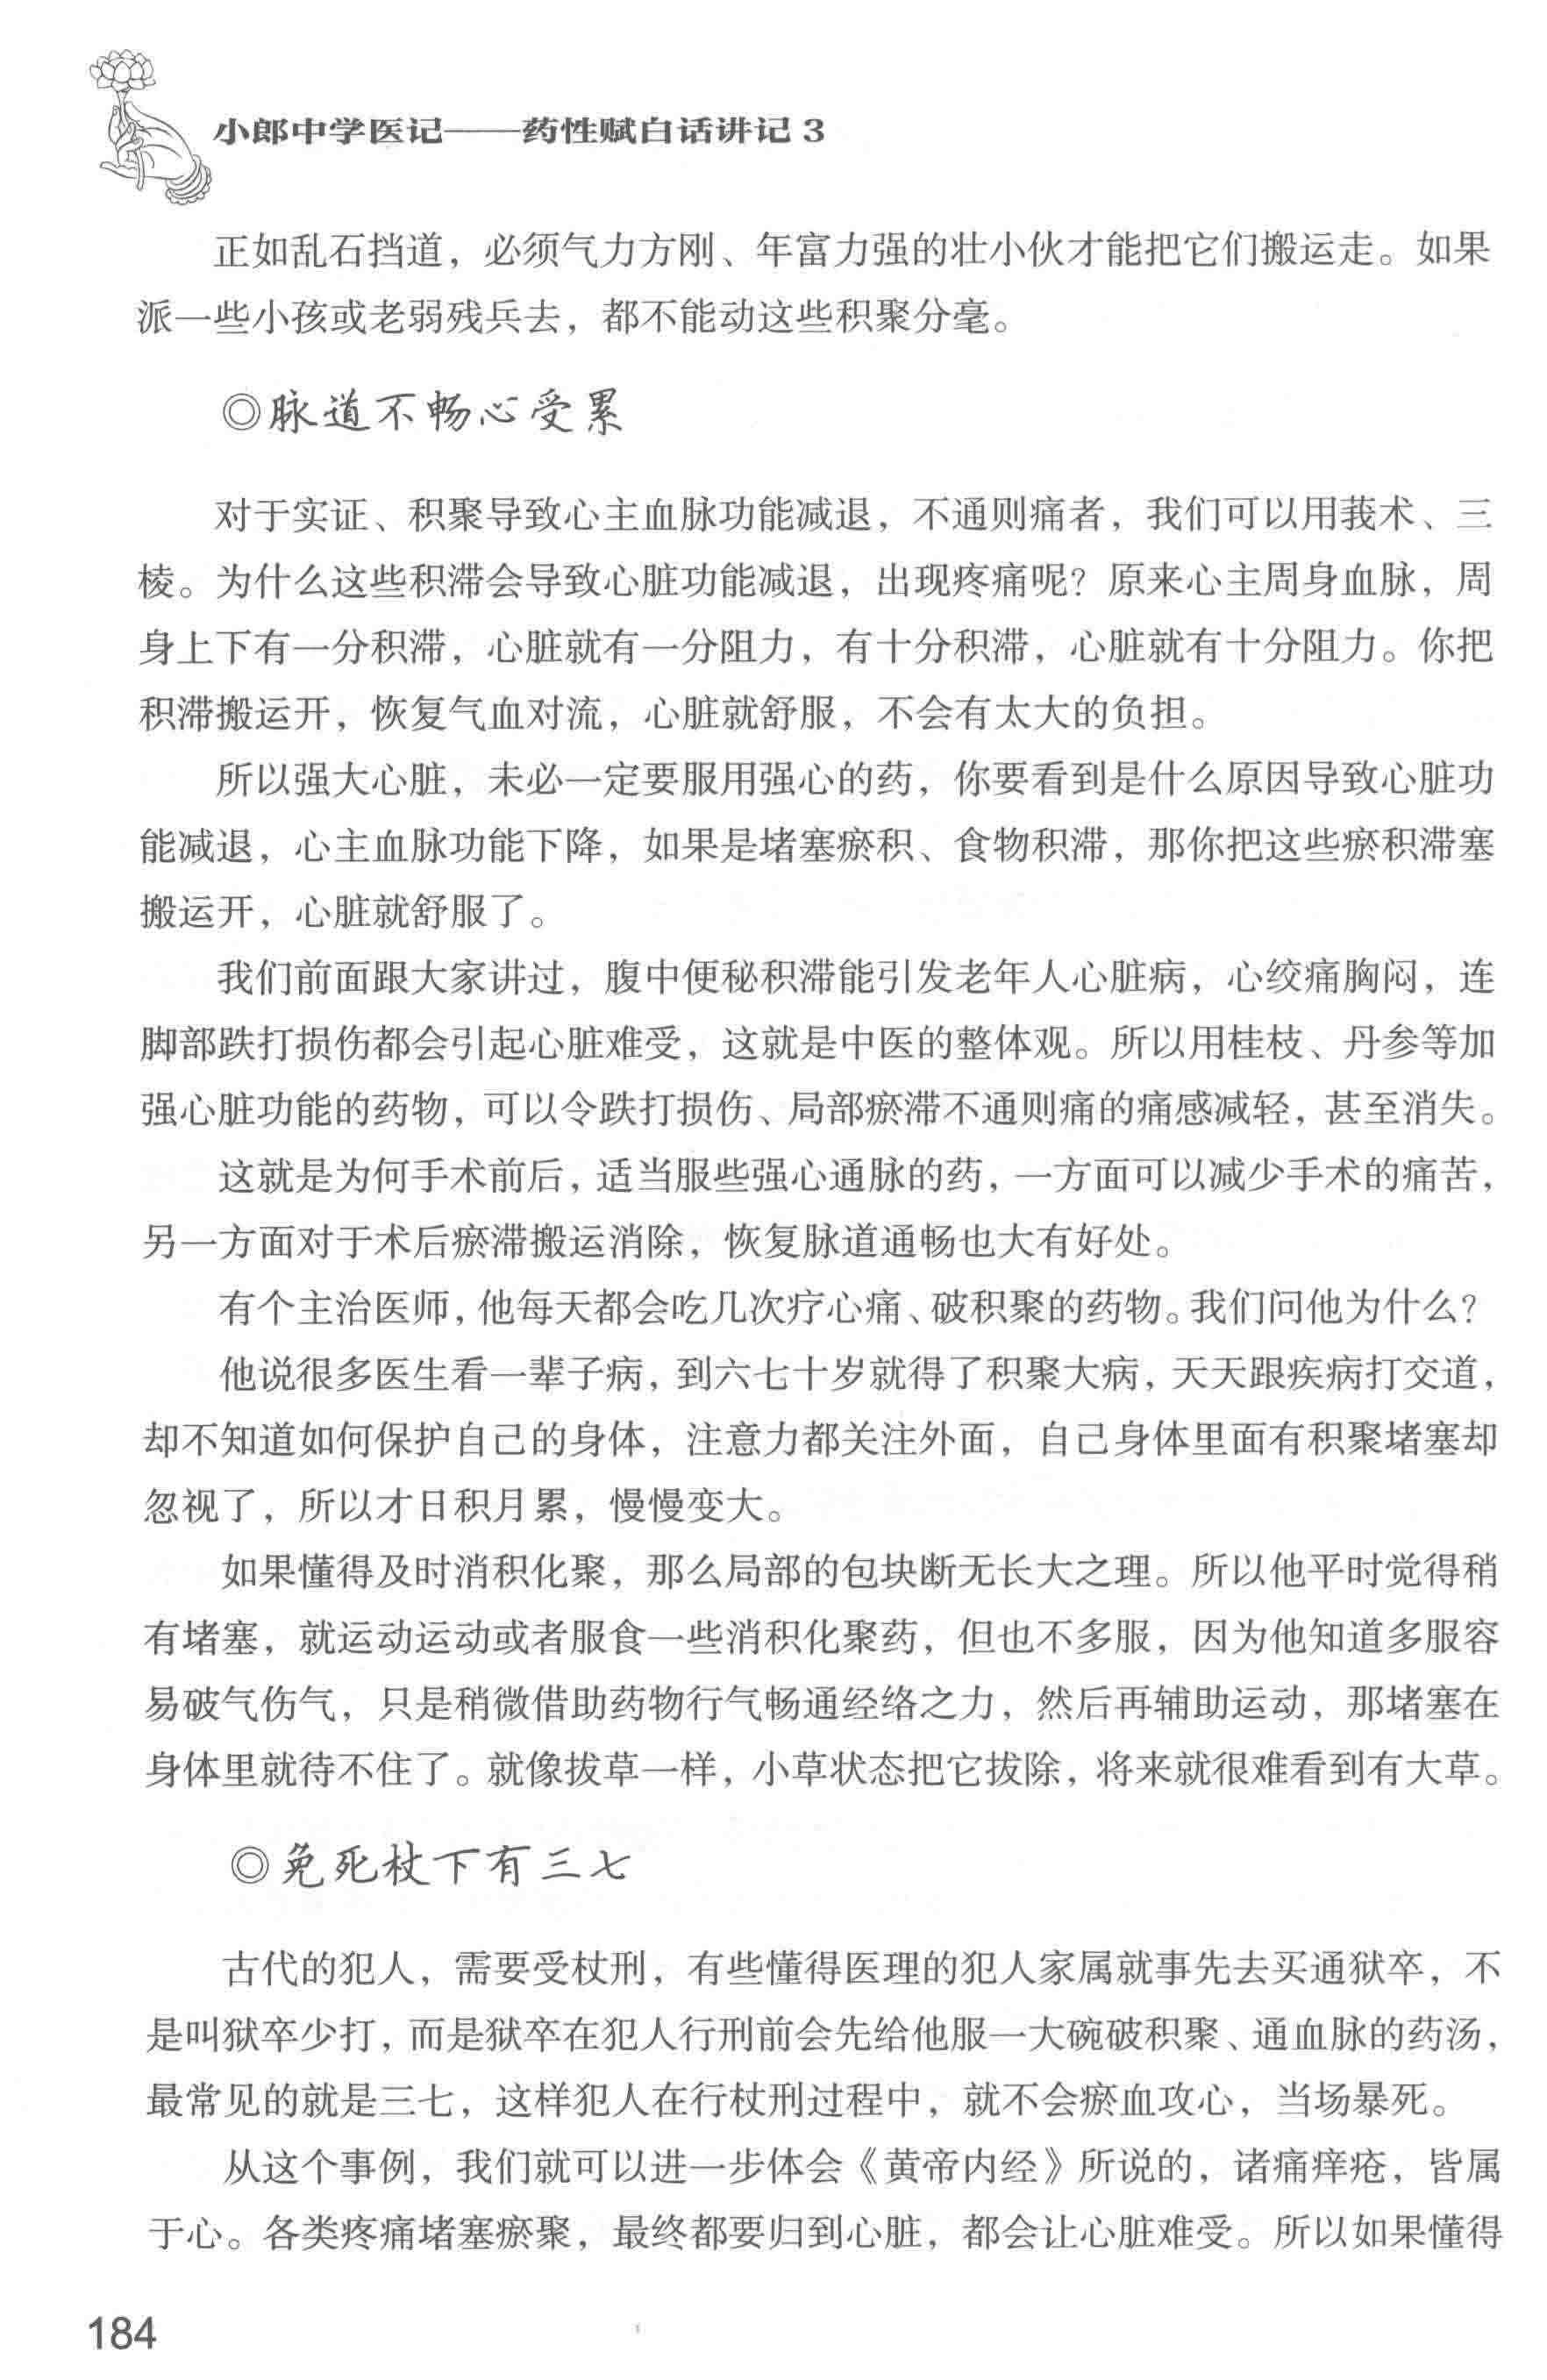 小郎中学医记——药性赋白话讲记 3
正如乱石挡道，必须气力方刚、年富力强的壮小伙才能把它们搬运走。如果
派一些小孩或老弱残兵去，都不能动这些积聚分毫。
◎脉道不畅心受累
对于实证、积聚导致心主血脉功能减退，不通则痛者，我们可以用莪术、三
棱。为什么这些积滞会导致心脏功能减退，出现疼痛呢？原来心主周身血脉，周
身上下有一分积滞，心脏就有一分阻力，有十分积滞，心脏就有十分阻力。你把
积滞搬运开，恢复气血对流，心脏就舒服，不会有太大的负担。
所以强大心脏，未必一定要服用强心的药，你要看到是什么原因导致心脏功
能减退，心主血脉功能下降，如果是堵塞瘀积、食物积滞，那你把这些瘀积滞塞
搬运开，心脏就舒服了。
我们前面跟大家讲过，腹中便秘积滞能引发老年人心脏病，心绞痛胸闷，连
脚部跌打损伤都会引起心脏难受，这就是中医的整体观。所以用桂枝、丹参等加
强心脏功能的药物，可以令跌打损伤、局部瘀滞不通则痛的痛感减轻，甚至消失。
这就是为何手术前后，适当服些强心通脉的药，一方面可以减少手术的痛苦，
另一方面对于术后瘀滞搬运消除，恢复脉道通畅也大有好处。
有个主治医师，他每天都会吃几次疗心痛、破积聚的药物。我们问他为什么？
他说很多医生看一辈子病，到六七十岁就得了积聚大病，天天跟疾病打交道，
却不知道如何保护自己的身体，注意力都关注外面，自己身体里面有积聚堵塞却
忽视了，所以才日积月累，慢慢变大。
如果懂得及时消积化聚，那么局部的包块断无长大之理。所以他平时觉得稍
有堵塞，就运动运动或者服食一些消积化聚药，但也不多服，因为他知道多服容
易破气伤气，只是稍微借助药物行气畅通经络之力，然后再辅助运动，那堵塞在
身体里就待不住了。就像拔草一样，小草状态把它拔除，将来就很难看到有大草。
◎免死杖下有三七
古代的犯人，需要受杖刑，有些懂得医理的犯人家属就事先去买通狱卒，不
是叫狱卒少打，而是狱卒在犯人行刑前会先给他服一大碗破积聚、通血脉的药汤，
最常见的就是三七，这样犯人在行杖刑过程中，就不会瘀血攻心，当场暴死。
从这个事例，我们就可以进一步体会《黄帝内经》所说的，诸痛痒疮，皆属
于心。各类疼痛堵塞瘀聚，最终都要归到心脏，都会让心脏难受。所以如果懂得
184